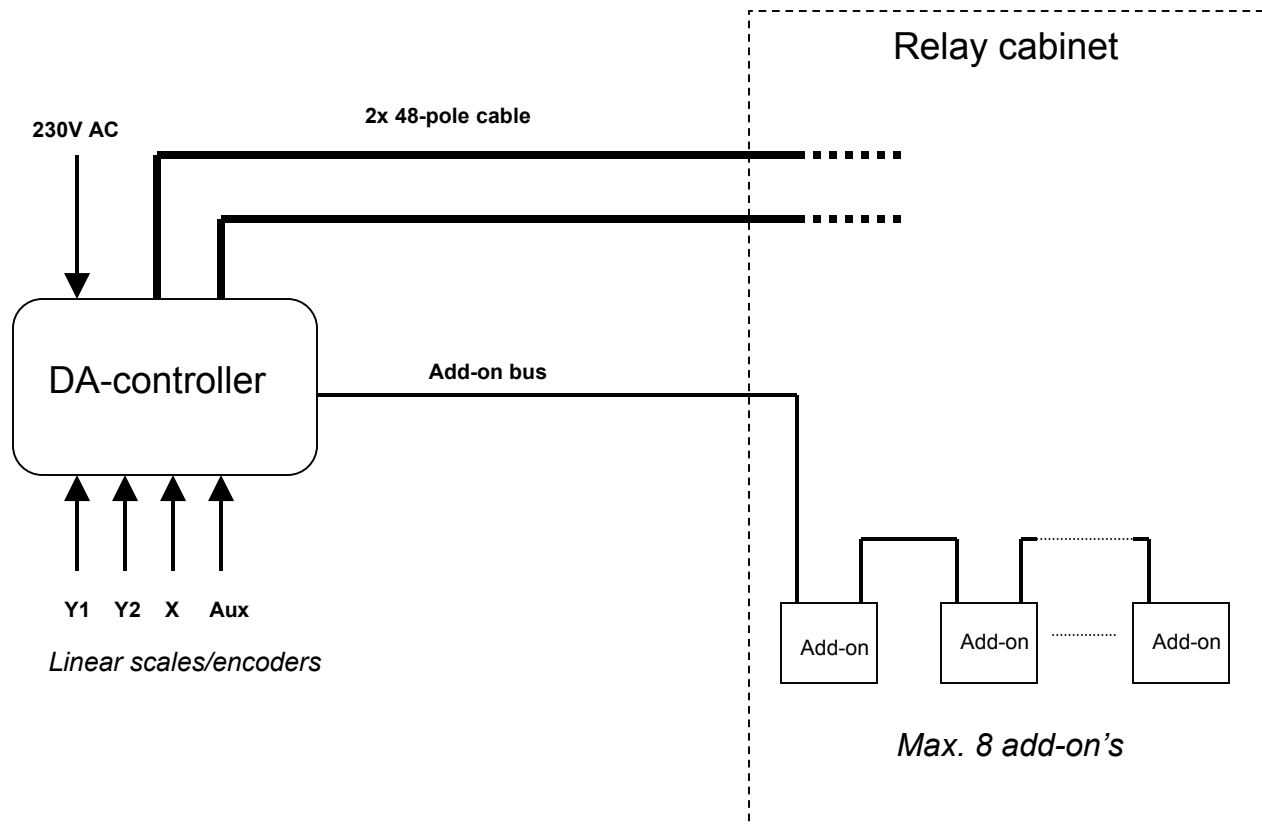 Relay cabinet
2x 48-pole cable
230V AC
DA-controller
Add-on bus
Y1 Y2 X Aux
Linear scales/encoders
Add-on Add-on Add-on
Max. 8 add-on’s